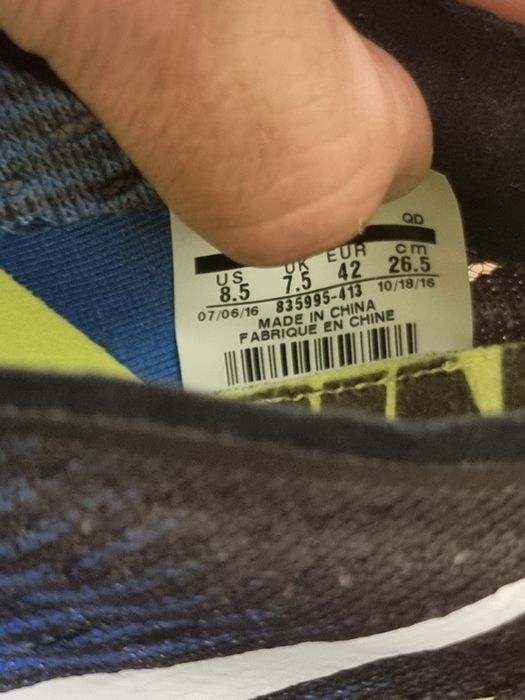 QD
US UK EUR cm
8.5 7.5 42 26.5
07/06/16 835995-413 10/18/16
MADE IN CHINA
FABRIQUE EN CHINE